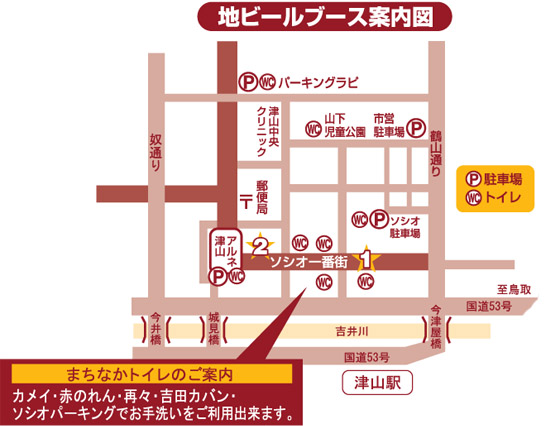 地ビールブース案内図
P WC パーキングラビ
奴通り
津山中央
クリニック
WC 山下
児童公園
市営
駐車場 P
鶴山通り
P 駐車場
WC トイレ
〒 郵便局
WC P ソシオ
駐車場
アルネ
津山
P WC
2
WC WC
ソシオ一番街
1
WC WC
至鳥取
国道53号
今井橋
城見橋
吉井川
今津屋橋
国道53号
津山駅
まちなかトイレのご案内
カメイ・赤のれん・再々・吉田カバン・
ソシオパーキングでお手洗いをご利用出来ます。